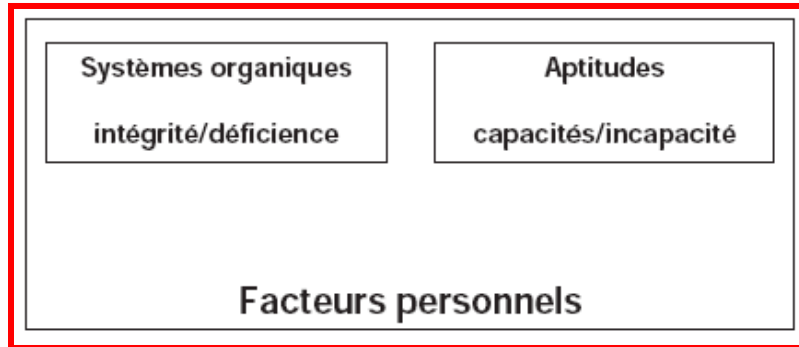 Systèmes organiques
intégrité/déficience
Aptitudes
capacités/incapacité
Facteurs personnels